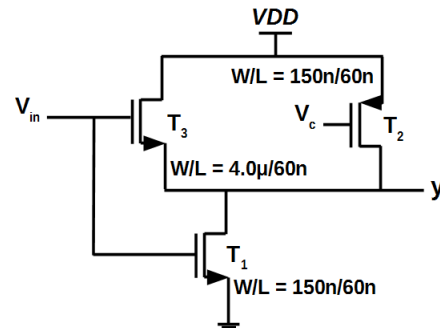 VDD
W/L = 150n/60n
Vin
Vc
T3
T2
W/L = 4.0μ/60n
y
T1
W/L = 150n/60n